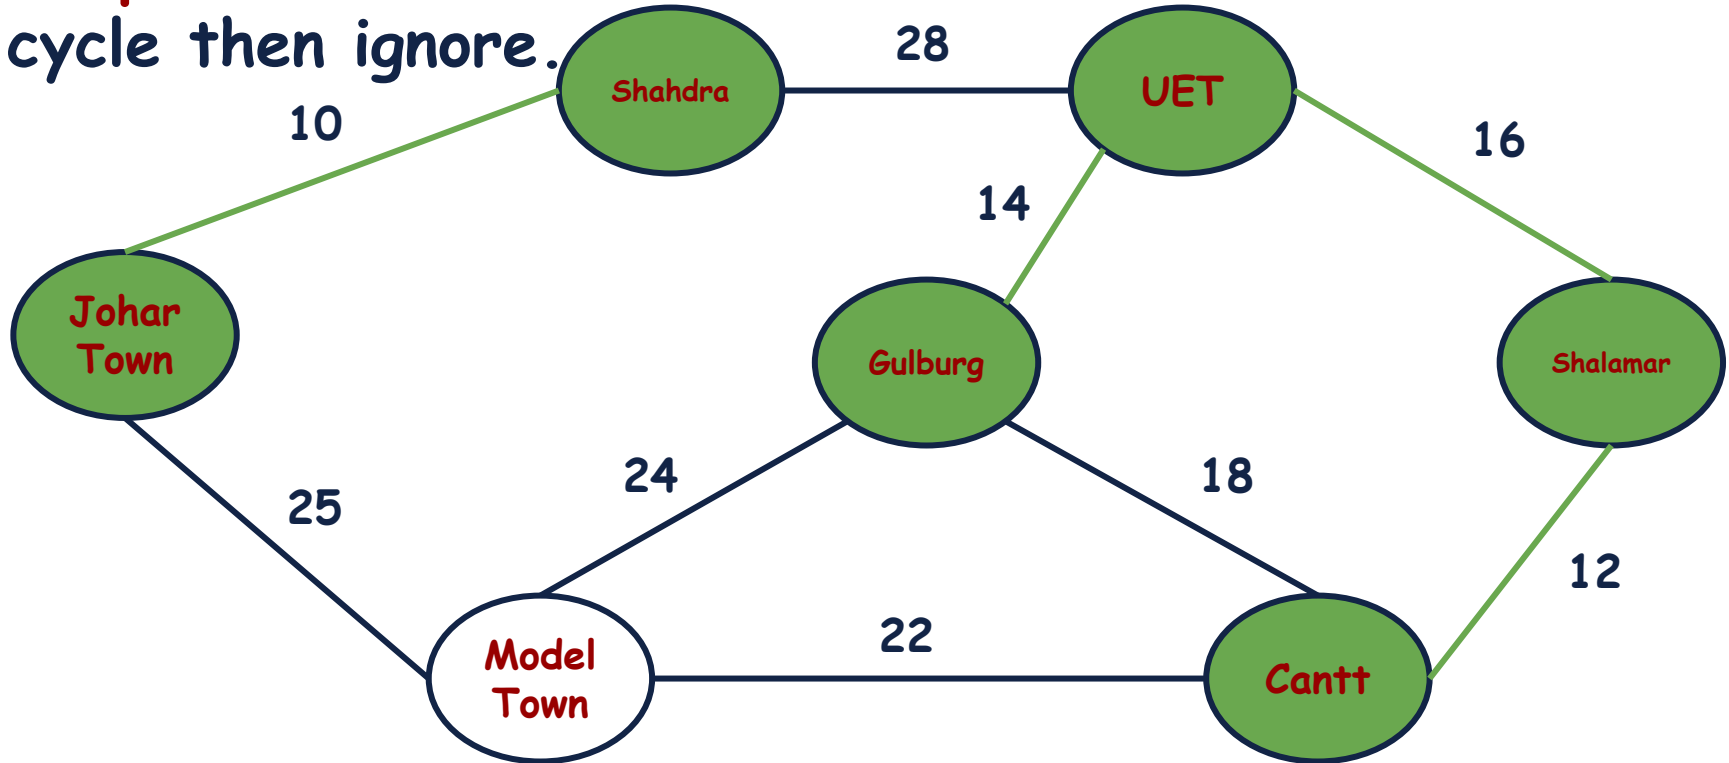 cycle then ignore.
28
Shahdra
UET
10
16
14
Johar
Town
Gulburg
Shalamar
24
18
25
12
22
Model
Town
Cantt